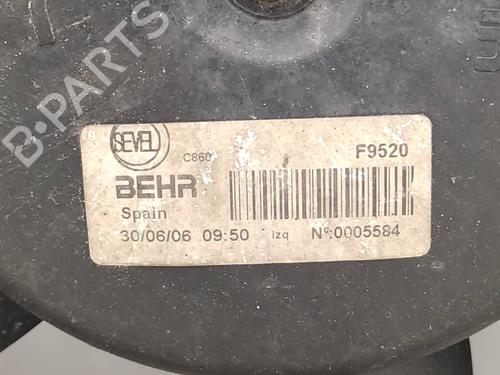 SEVEL
C860
F9520
BEHR
Spain
30/06/06 09:50 Izq Nº:0005584
B-PARTS